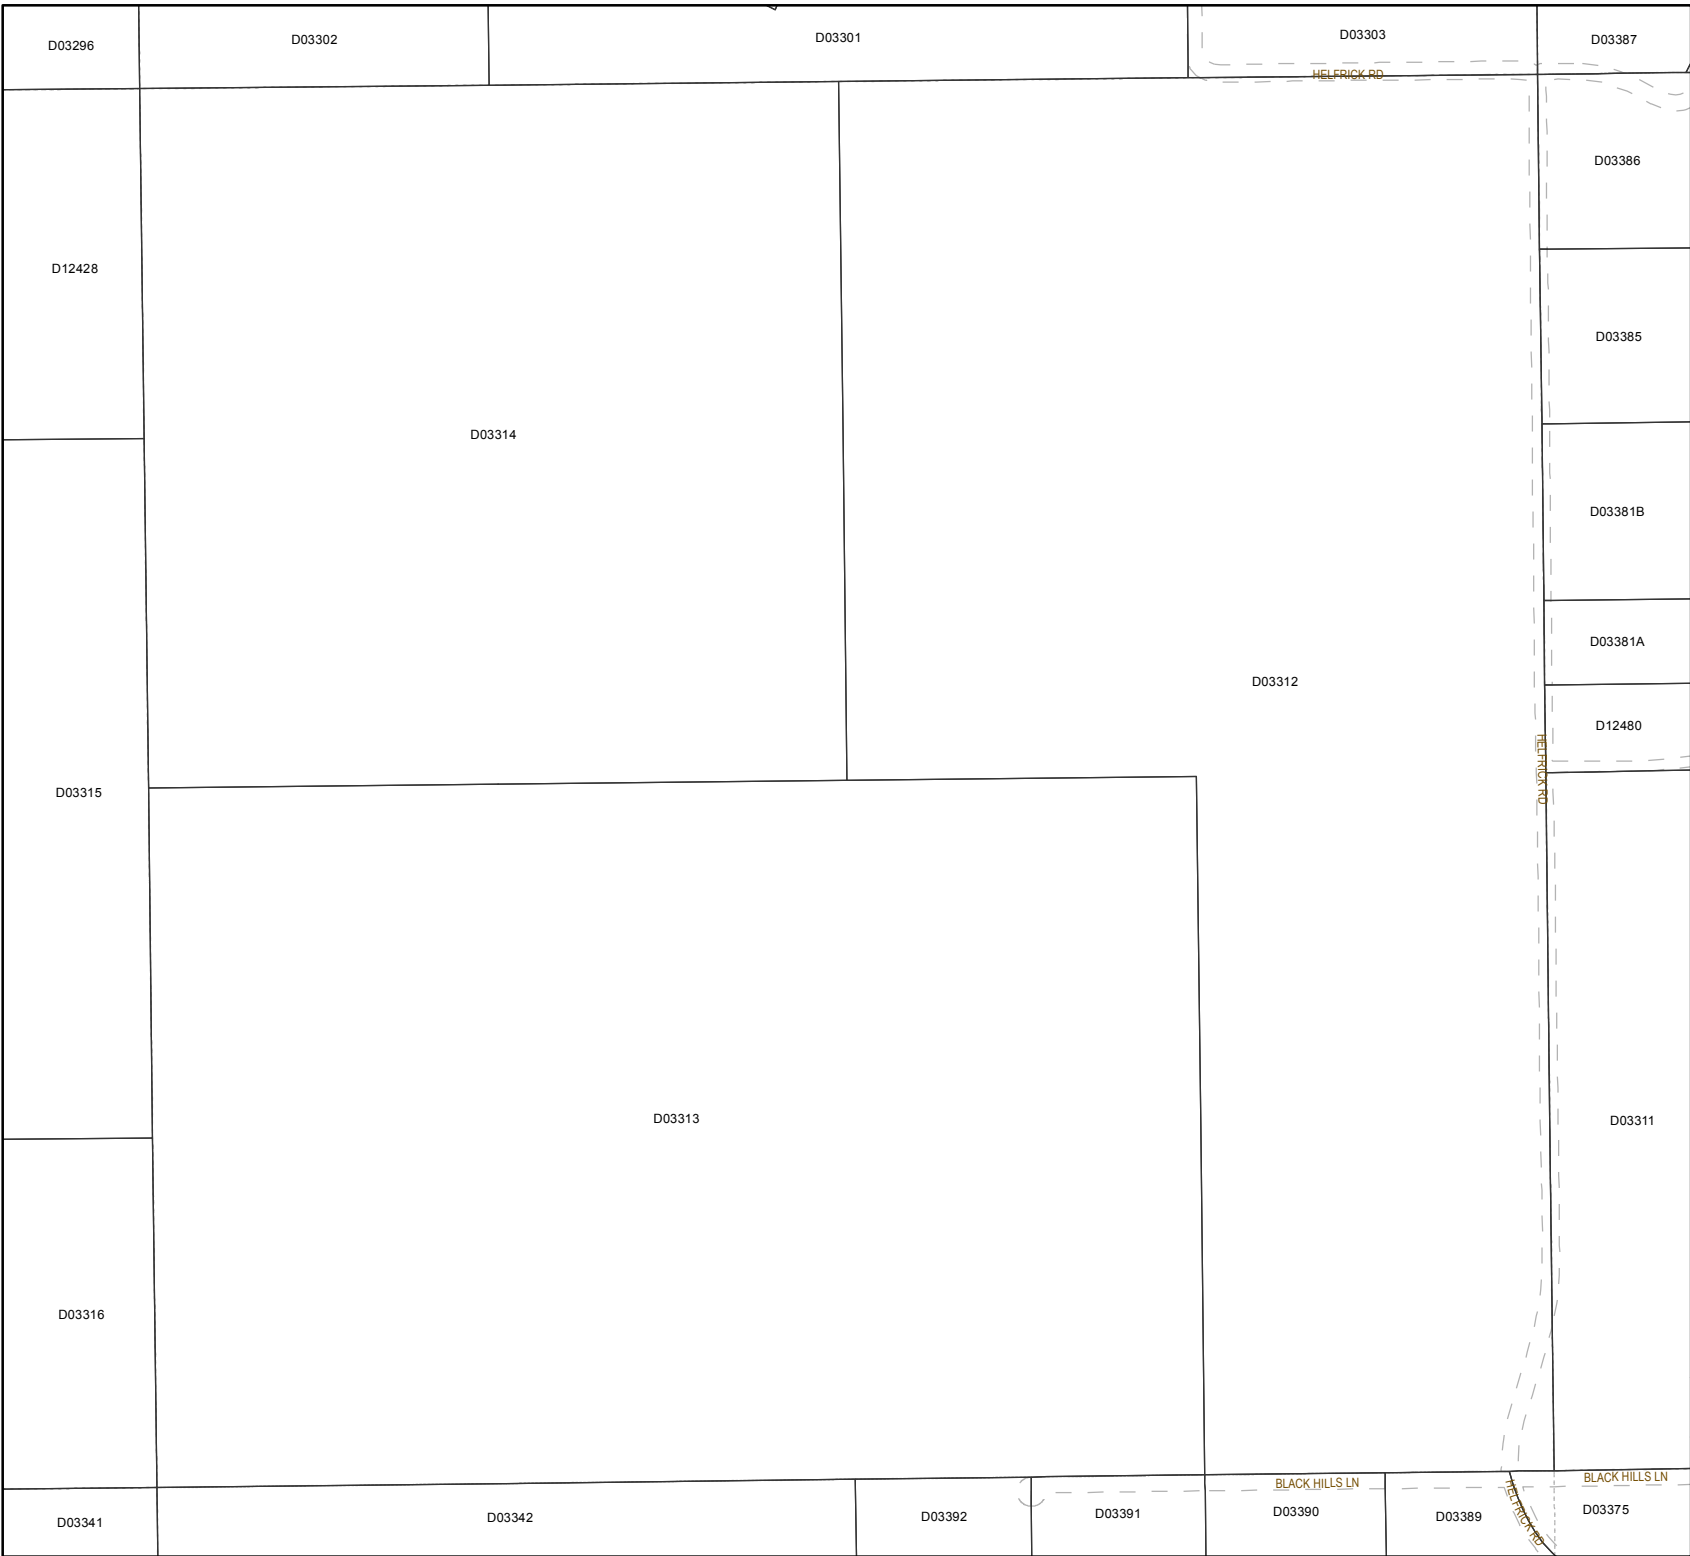 D03296
D03302
D03301
D03303
D03387
HELFRICK RD
D03386
D12428
D03385
D03314
D03381B
D03381A
D03312
D12480
HELFRICK RD
D03315
D03313
D03311
D03316
BLACK HILLS LN
BLACK HILLS LN
D03341
D03342
D03392
D03391
D03390
D03389
HELFRICK RD
D03375